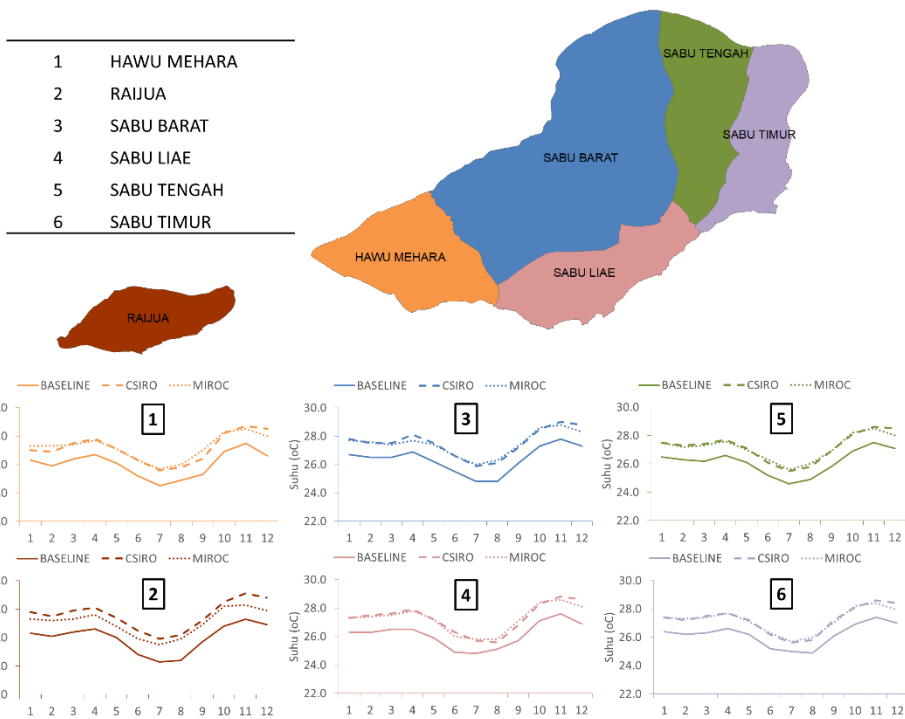 1 HAWU MEHARA
2 RAIJUA
3 SABU BARAT
4 SABU LIAE
5 SABU TENGAH
6 SABU TIMUR
SABU TENGAH
SABU TIMUR
SABU BARAT
HAWU MEHARA
SABU LIAE
RAIJUA
BASELINE CSIRO MIROC
1
1 2 3 4 5 6 7 8 9 10 11 12
BASELINE CSIRO MIROC
3
Suhu (oC)
30.0
28.0
26.0
24.0
22.0
1 2 3 4 5 6 7 8 9 10 11 12
BASELINE CSIRO MIROC
5
Suhu (oC)
30.0
28.0
26.0
24.0
22.0
1 2 3 4 5 6 7 8 9 10 11 12
BASELINE CSIRO MIROC
2
1 2 3 4 5 6 7 8 9 10 11 12
BASELINE CSIRO MIROC
4
Suhu (oC)
30.0
28.0
26.0
24.0
22.0
1 2 3 4 5 6 7 8 9 10 11 12
BASELINE CSIRO MIROC
6
Suhu (oC)
30.0
28.0
26.0
24.0
22.0
1 2 3 4 5 6 7 8 9 10 11 12